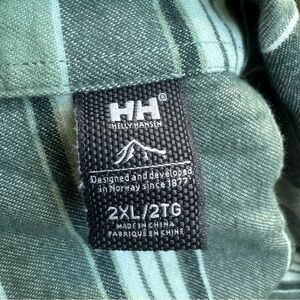 HH®
HELLY HANSEN
Designed and developed
in Norway since 1877
2XL/2TG
MADE IN CHINA
FABRIQUÉ EN CHINE